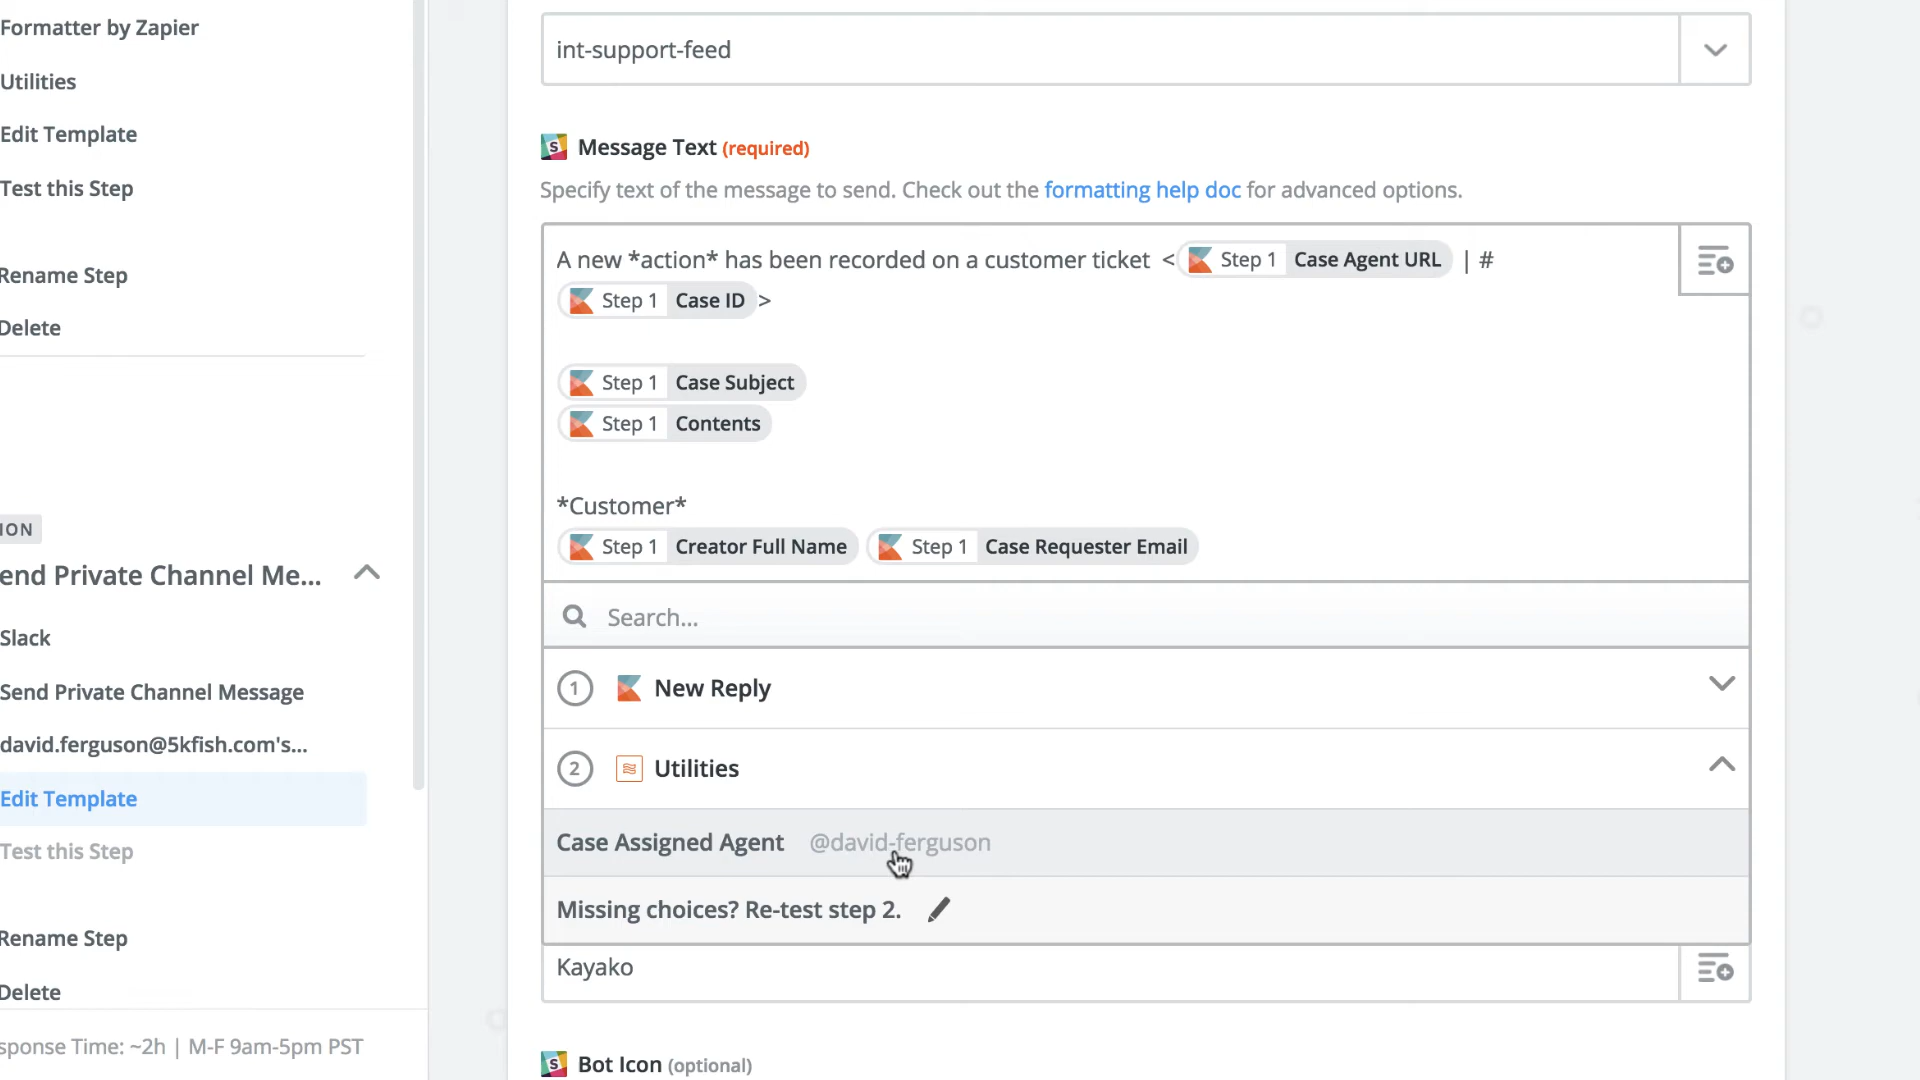 Formatter by Zapier
Utilities
Edit Template
Test this Step
Rename Step
Delete
ION
end Private Channel Me...
Slack
Send Private Channel Message
david.ferguson@5kfish.com's...
Edit Template
Test this Step
Rename Step
Delete
sponse Time: ~2h | M-F 9am-5pm PST
int-support-feed
Message Text (required)
Specify text of the message to send. Check out the formatting help doc for advanced options.
A new *action* has been recorded on a customer ticket < Step 1 Case Agent URL | #
Step 1 Case ID >
Step 1 Case Subject
Step 1 Contents
*Customer*
Step 1 Creator Full Name Step 1 Case Requester Email
Search...
1 New Reply
2 Utilities
Case Assigned Agent @david-ferguson
Missing choices? Re-test step 2.
Kayako
Bot Icon (optional)